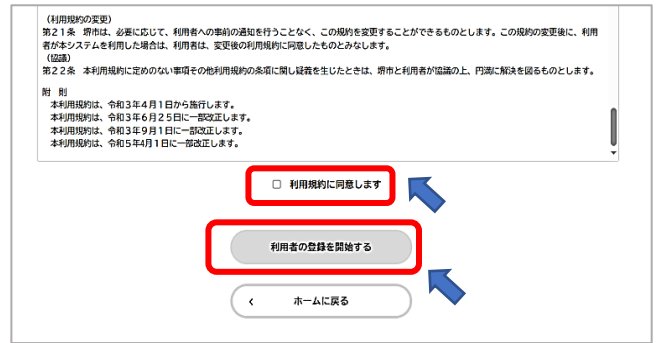 （利用規約の変更）
第２１条　堺市は、必要に応じて、利用者への事前の通知を行うことなく、この規約を変更することができるものとします。この規約の変更後に、利用
者が本システムを利用した場合は、利用者は、変更後の利用規約に同意したものとみなします。
（協議）
第２２条　本利用規約に定めのない事項その他利用規約の条項に関し疑義を生じたときは、堺市と利用者が協議の上、円満に解決を図るものとします。
附　則
本利用規約は、令和３年４月１日から施行します。
本利用規約は、令和３年６月２５日に一部改正します。
本利用規約は、令和３年９月１日に一部改正します。
本利用規約は、令和５年4月１日に一部改正します。
利用規約に同意します
利用者の登録を開始する
ホームに戻る